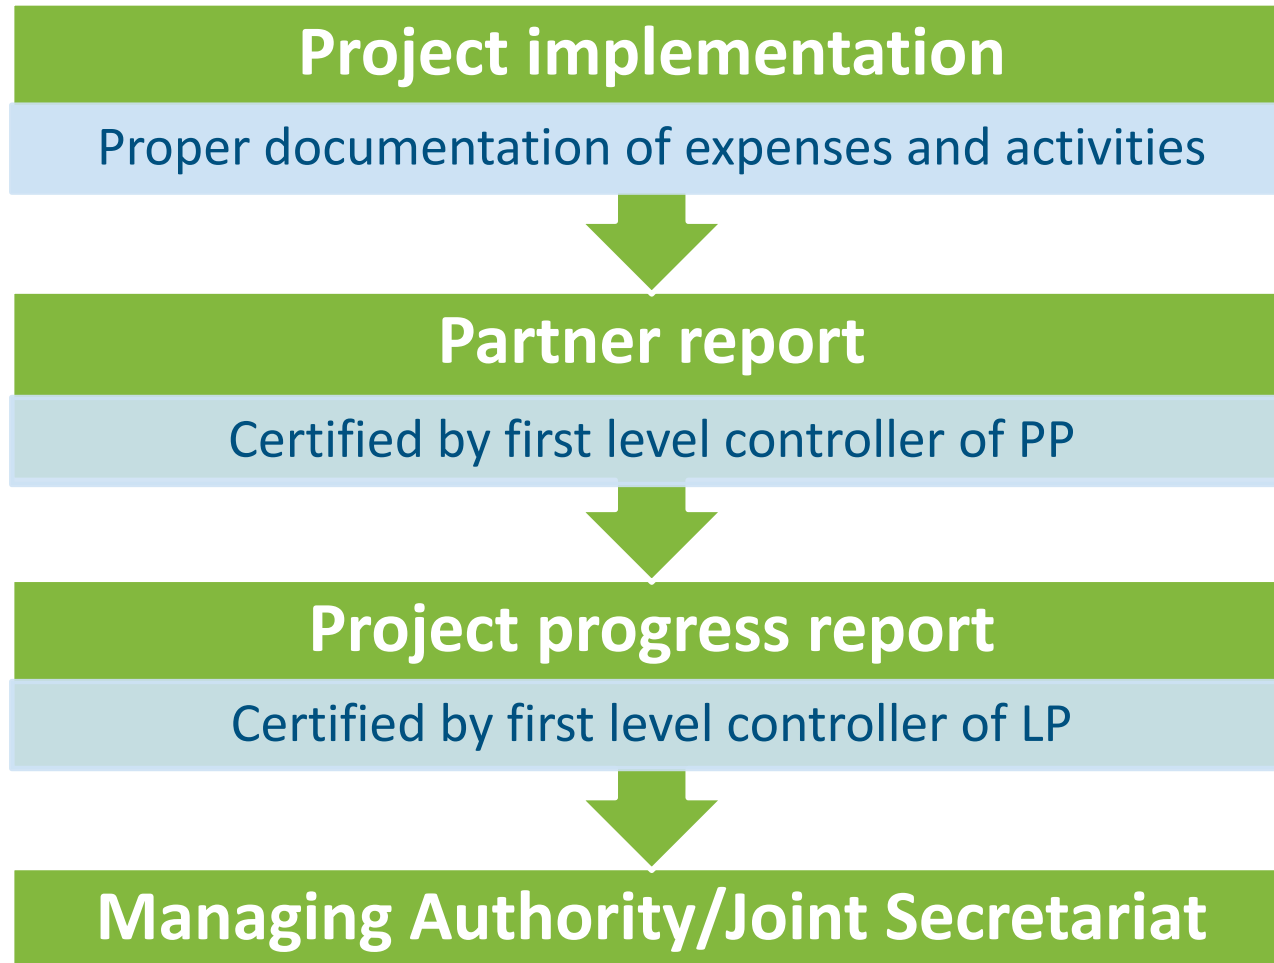 Project implementation
Proper documentation of expenses and activities
Partner report
Certified by first level controller of PP
Project progress report
Certified by first level controller of LP
Managing Authority/Joint Secretariat